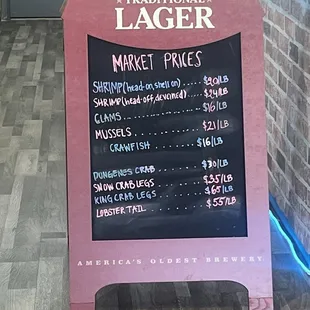 TRADITIONAL
LAGER
MARKET PRICES
SHRIMP (head-on, shell on) ..... $20/LB
SHRIMP (head-off, deveined) .... $24/LB
CLAMS ............. $16/LB
MUSSELS ........... $21/LB
CRAWFISH ........ $16/LB
DUNGENES CRAB ....... $30/LB
SNOW CRAB LEGS ....... $35/LB
KING CRAB LEGS ....... $65/LB
LOBSTER TAIL ......... $55/LB
AMERICA'S OLDEST BREWERY